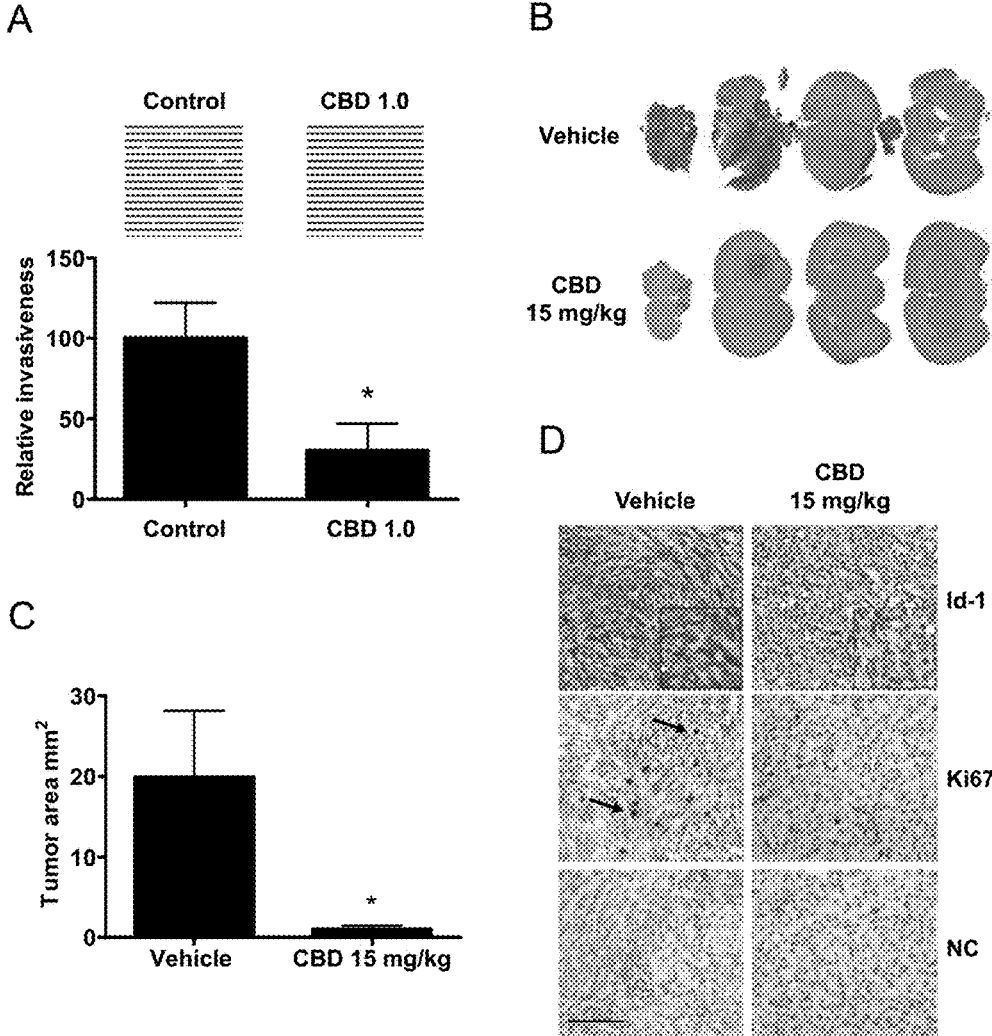 A
Control CBD 1.0
150
100
50
0
Relative invasiveness
*
Control CBD 1.0
B
Vehicle
CBD
15 mg/kg
C
30
20
10
0
Tumor area mm²
*
Vehicle CBD 15 mg/kg
D
Vehicle
CBD
15 mg/kg
Id-1
Ki67
NC